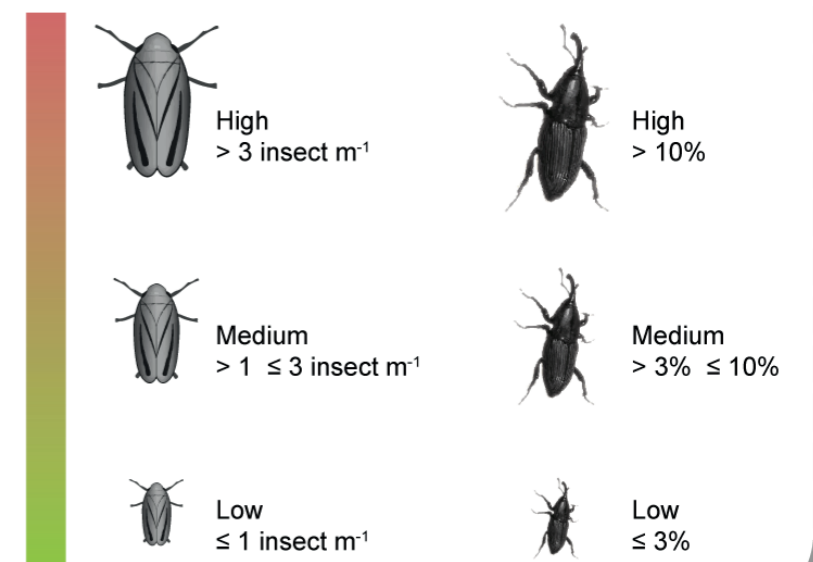 High
> 3 insect m⁻¹
High
> 10%
Medium
> 1 ≤ 3 insect m⁻¹
Medium
> 3% ≤ 10%
Low
≤ 1 insect m⁻¹
Low
≤ 3%